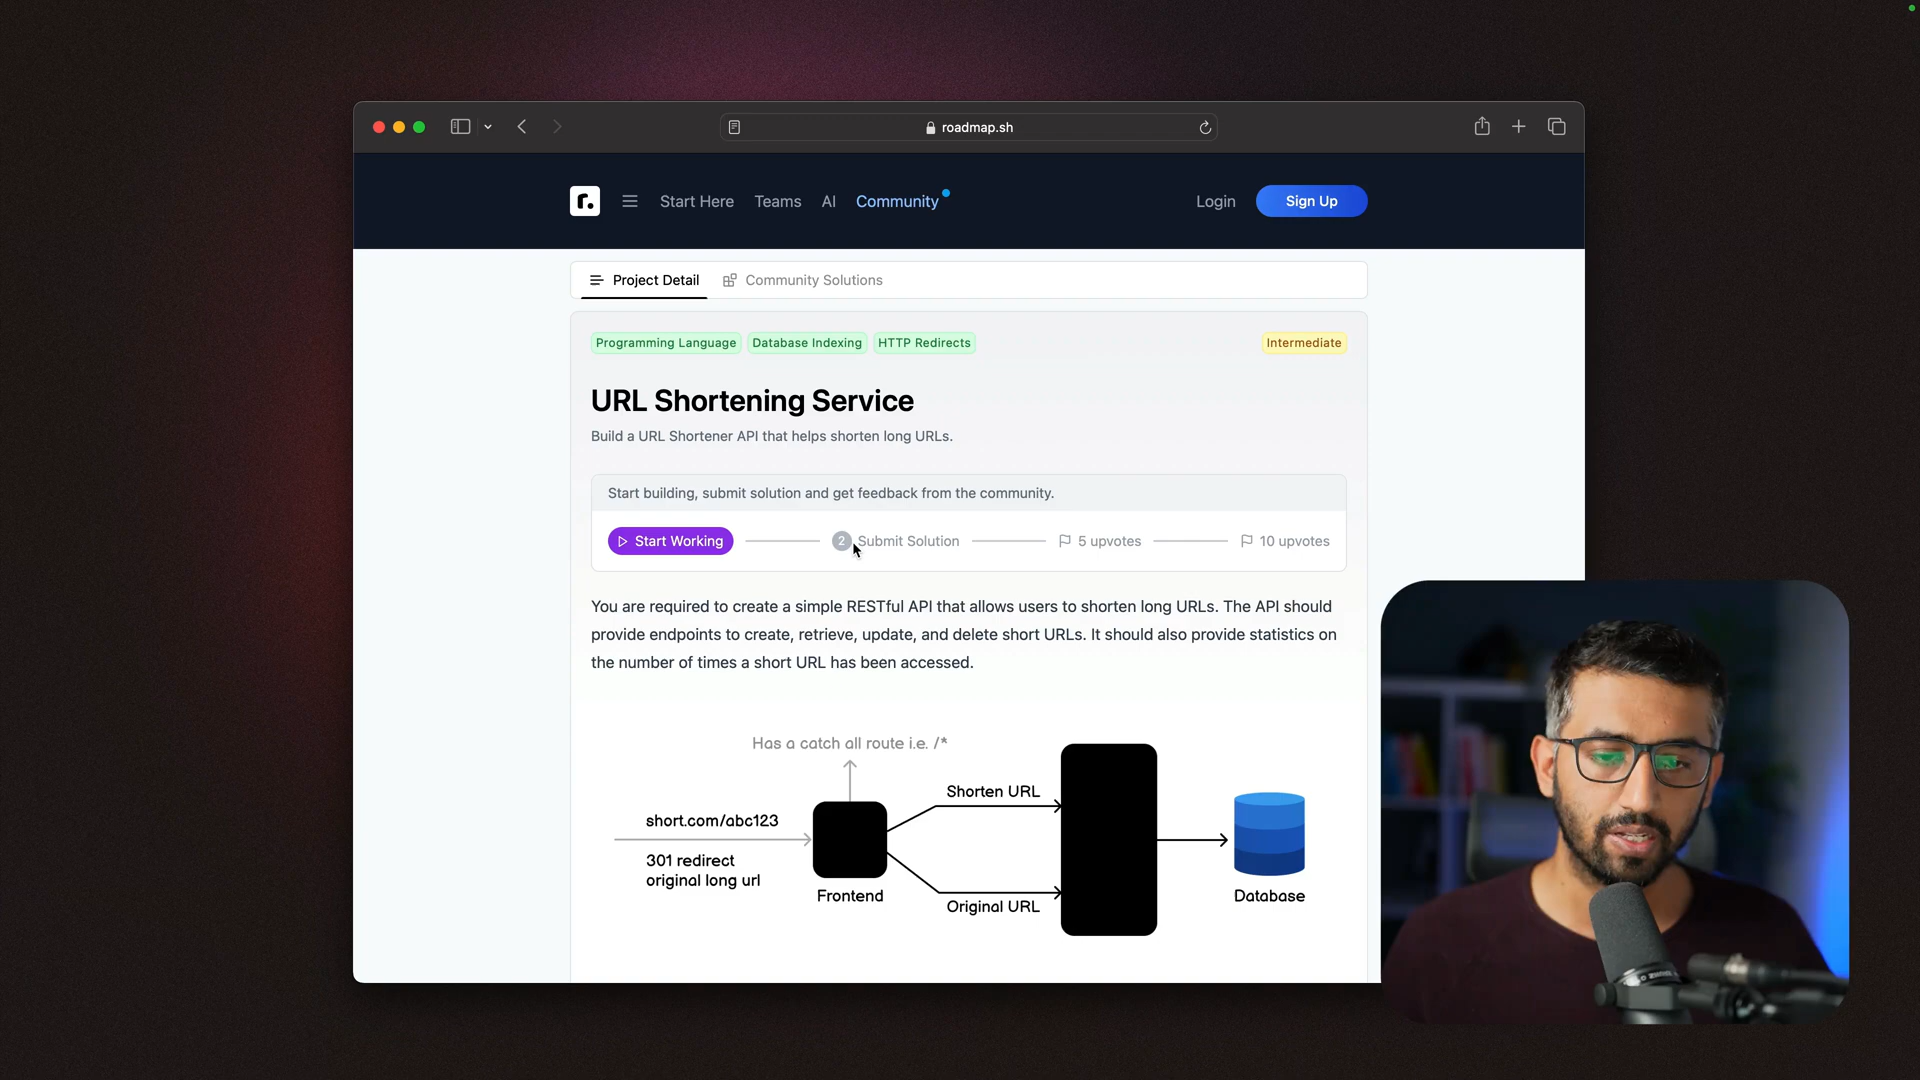 roadmap.sh
r.
Start Here
Teams
AI
Community
Login
Sign Up
Project Detail
Community Solutions
Programming Language
Database Indexing
HTTP Redirects
Intermediate
URL Shortening Service
Build a URL Shortener API that helps shorten long URLs.
Start building, submit solution and get feedback from the community.
Start Working
2
Submit Solution
5 upvotes
10 upvotes
You are required to create a simple RESTful API that allows users to shorten long URLs. The API should
provide endpoints to create, retrieve, update, and delete short URLs. It should also provide statistics on
the number of times a short URL has been accessed.
Has a catch all route i.e. /*
short.com/abc123
301 redirect
original long url
Frontend
Shorten URL
Original URL
Database